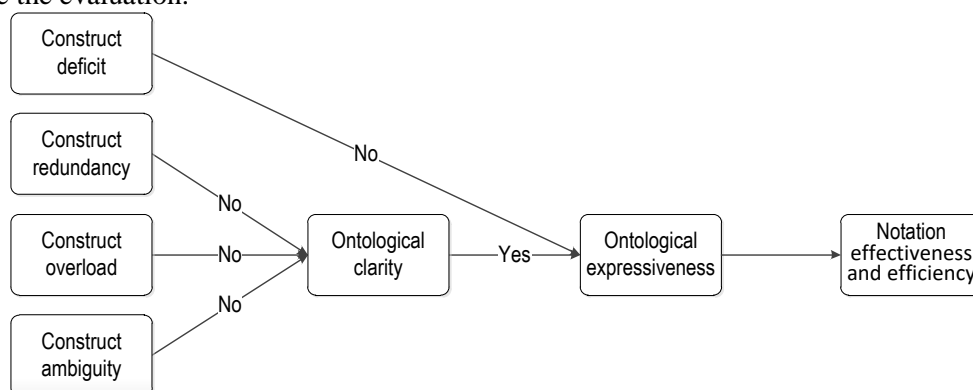 e the evaluation.
Construct
deficit
No
Construct
redundancy
No
Construct
overload
No
Ontological
clarity
Yes
Ontological
expressiveness
Notation
effectiveness
and efficiency
No
Construct
ambiguity